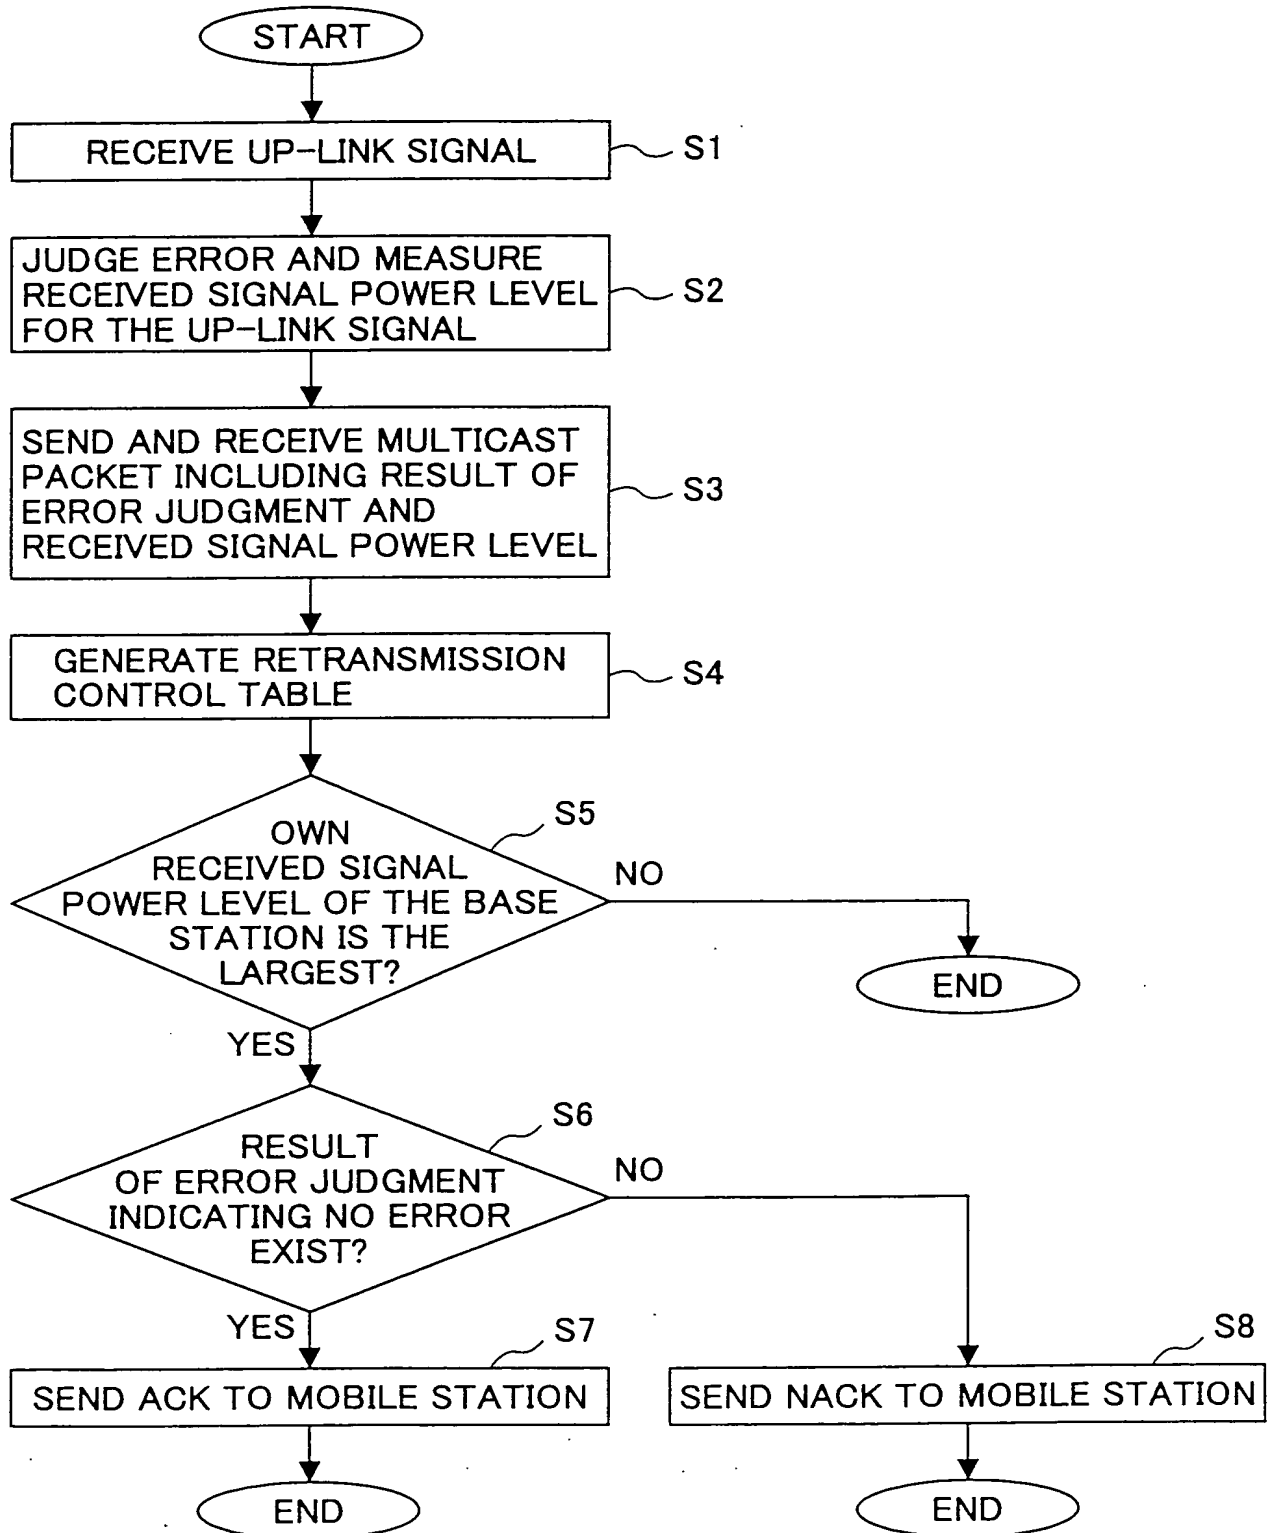 START
RECEIVE UP-LINK SIGNAL
S1
JUDGE ERROR AND MEASURE
RECEIVED SIGNAL POWER LEVEL
FOR THE UP-LINK SIGNAL
S2
SEND AND RECEIVE MULTICAST
PACKET INCLUDING RESULT OF
ERROR JUDGMENT AND
RECEIVED SIGNAL POWER LEVEL
S3
GENERATE RETRANSMISSION
CONTROL TABLE
S4
S5
OWN
RECEIVED SIGNAL
POWER LEVEL OF THE BASE
STATION IS THE
LARGEST?
NO
END
YES
S6
RESULT
OF ERROR JUDGMENT
INDICATING NO ERROR
EXIST?
NO
YES
S7
SEND ACK TO MOBILE STATION
S8
SEND NACK TO MOBILE STATION
END
END